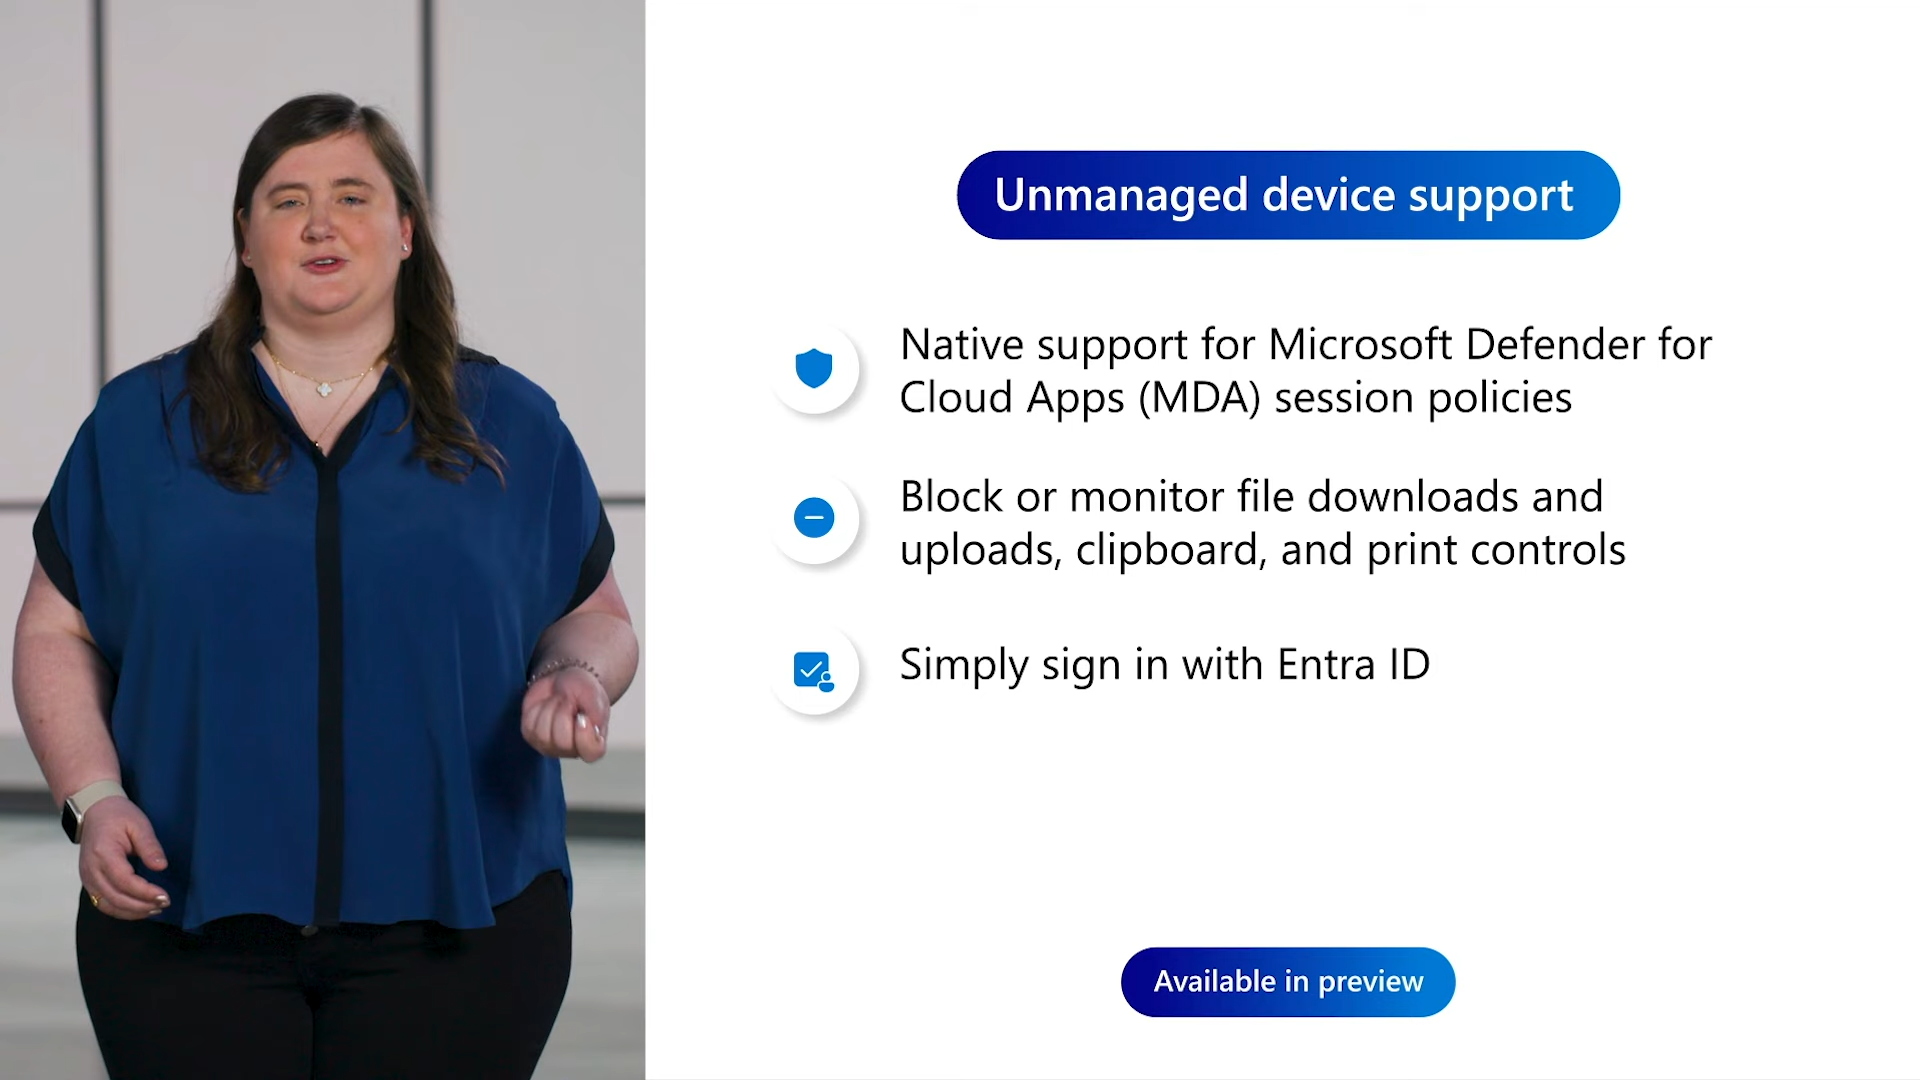 Unmanaged device support
Native support for Microsoft Defender for
Cloud Apps (MDA) session policies
Block or monitor file downloads and
uploads, clipboard, and print controls
Simply sign in with Entra ID
Available in preview